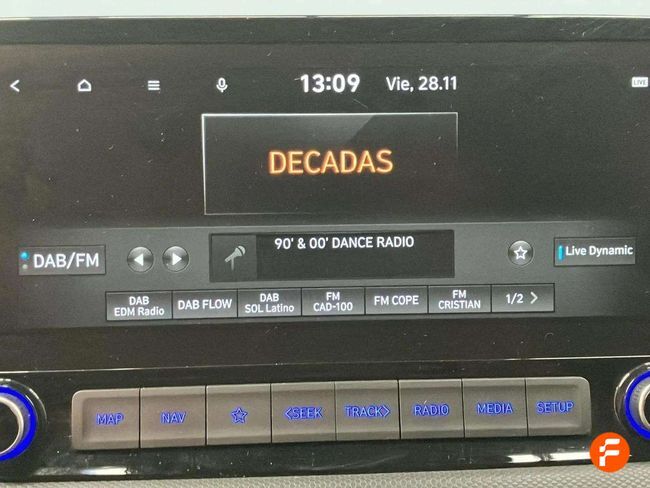 13:09 Vie, 28.11 LIVE
DECADAS
90' & 00' DANCE RADIO
DAB/FM
Live Dynamic
DAB EDM Radio
DAB FLOW
DAB SOL Latino
FM CAD-100
FM COPE
FM CRISTIAN
1/2 >
MAP NAV <SEEK TRACK> RADIO MEDIA SETUP